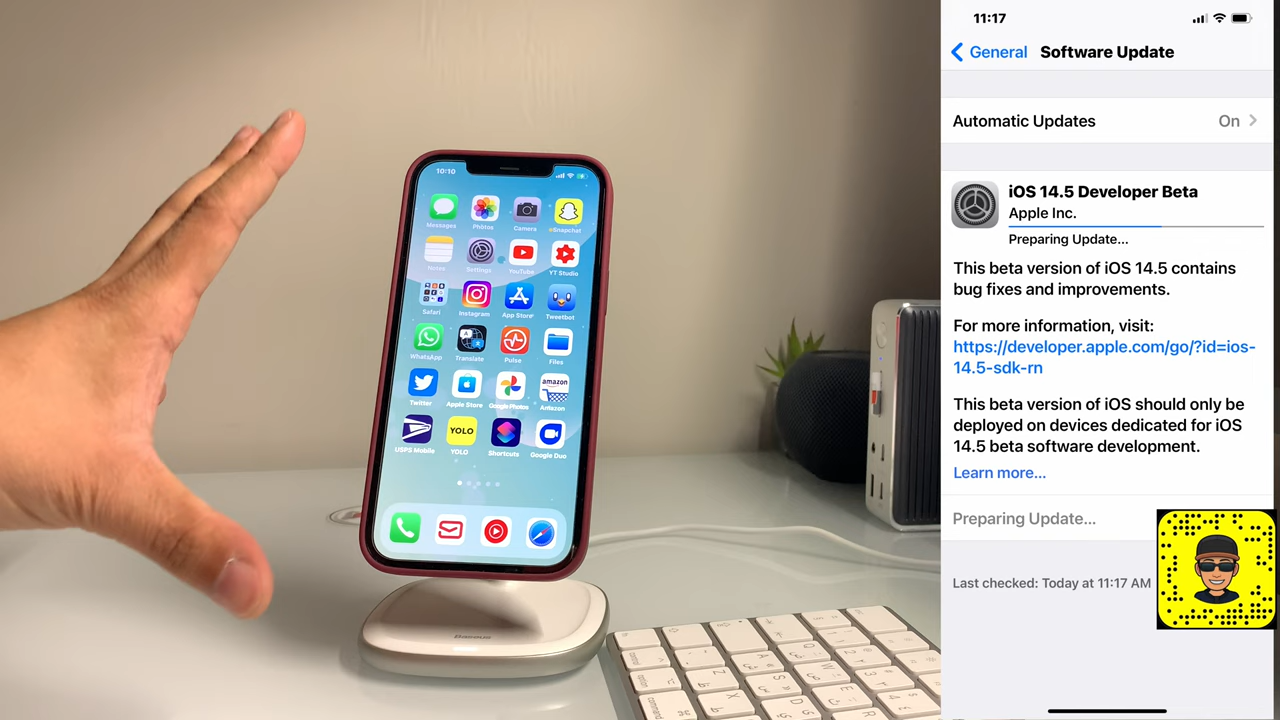 10:10
Messages
Photos
Camera
Snapchat
Notes
Settings
YouTube
YT Studio
Safari
Instagram
App Store
Tweetbot
WhatsApp
Translate
Pulse
Files
Twitter
Apple Store
Google Photos
amazon
Amazon
USPS Mobile
YOLO
YOLO
Shortcuts
Google Duo
Baseus
11:17
General
Software Update
Automatic Updates
On
iOS 14.5 Developer Beta
Apple Inc.
Preparing Update...
This beta version of iOS 14.5 contains
bug fixes and improvements.
For more information, visit:
https://developer.apple.com/go/?id=ios-
14.5-sdk-rn
This beta version of iOS should only be
deployed on devices dedicated for iOS
14.5 beta software development.
Learn more...
Preparing Update...
Last checked: Today at 11:17 AM